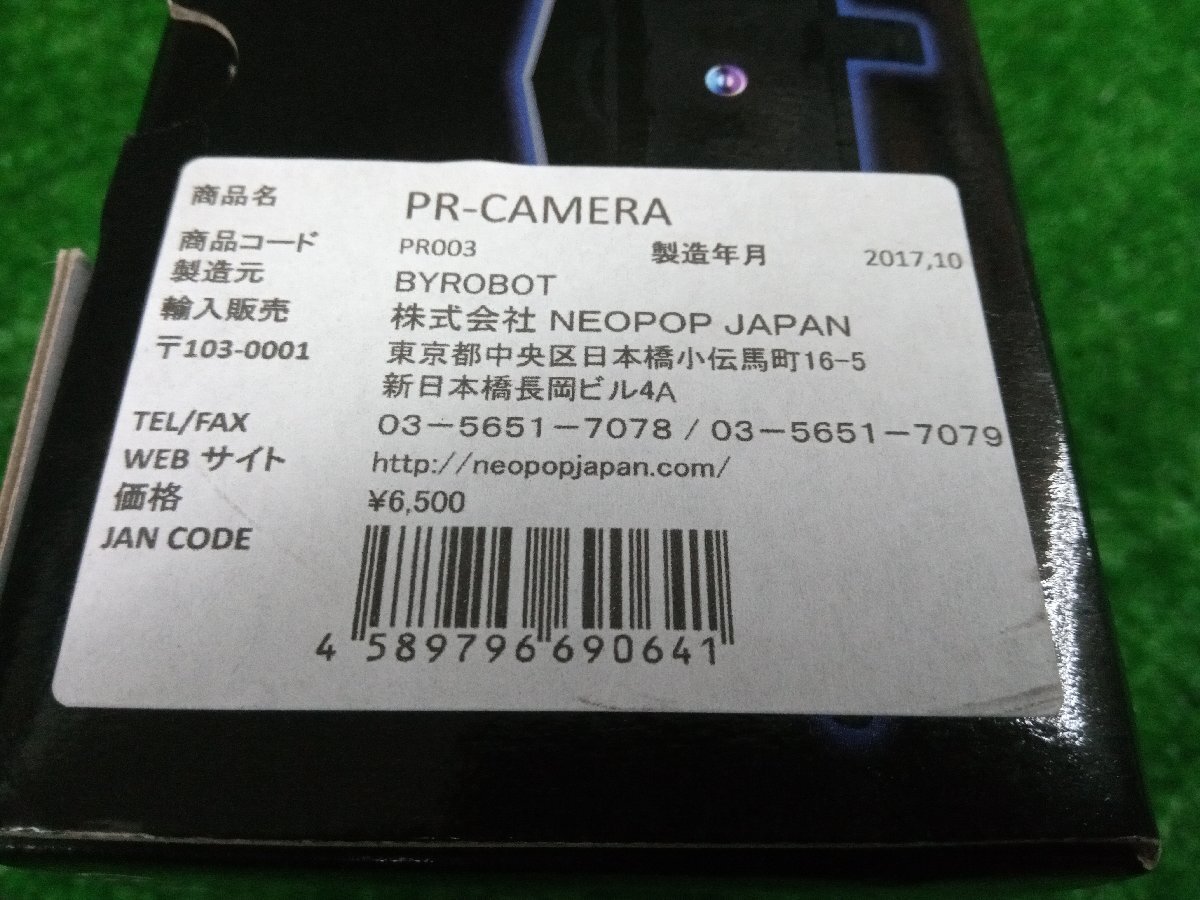 商品名 PR-CAMERA
商品コード PR003 製造年月 2017,10
製造元 BYROBOT
輸入販売 株式会社 NEOPOP JAPAN
〒103-0001 東京都中央区日本橋小伝馬町16-5
新日本橋長岡ビル4A
TEL/FAX 03-5651-7078 / 03-5651-7079
WEB サイト http://neopopjapan.com/
価格 ¥6,500
JAN CODE
4 589796 690641